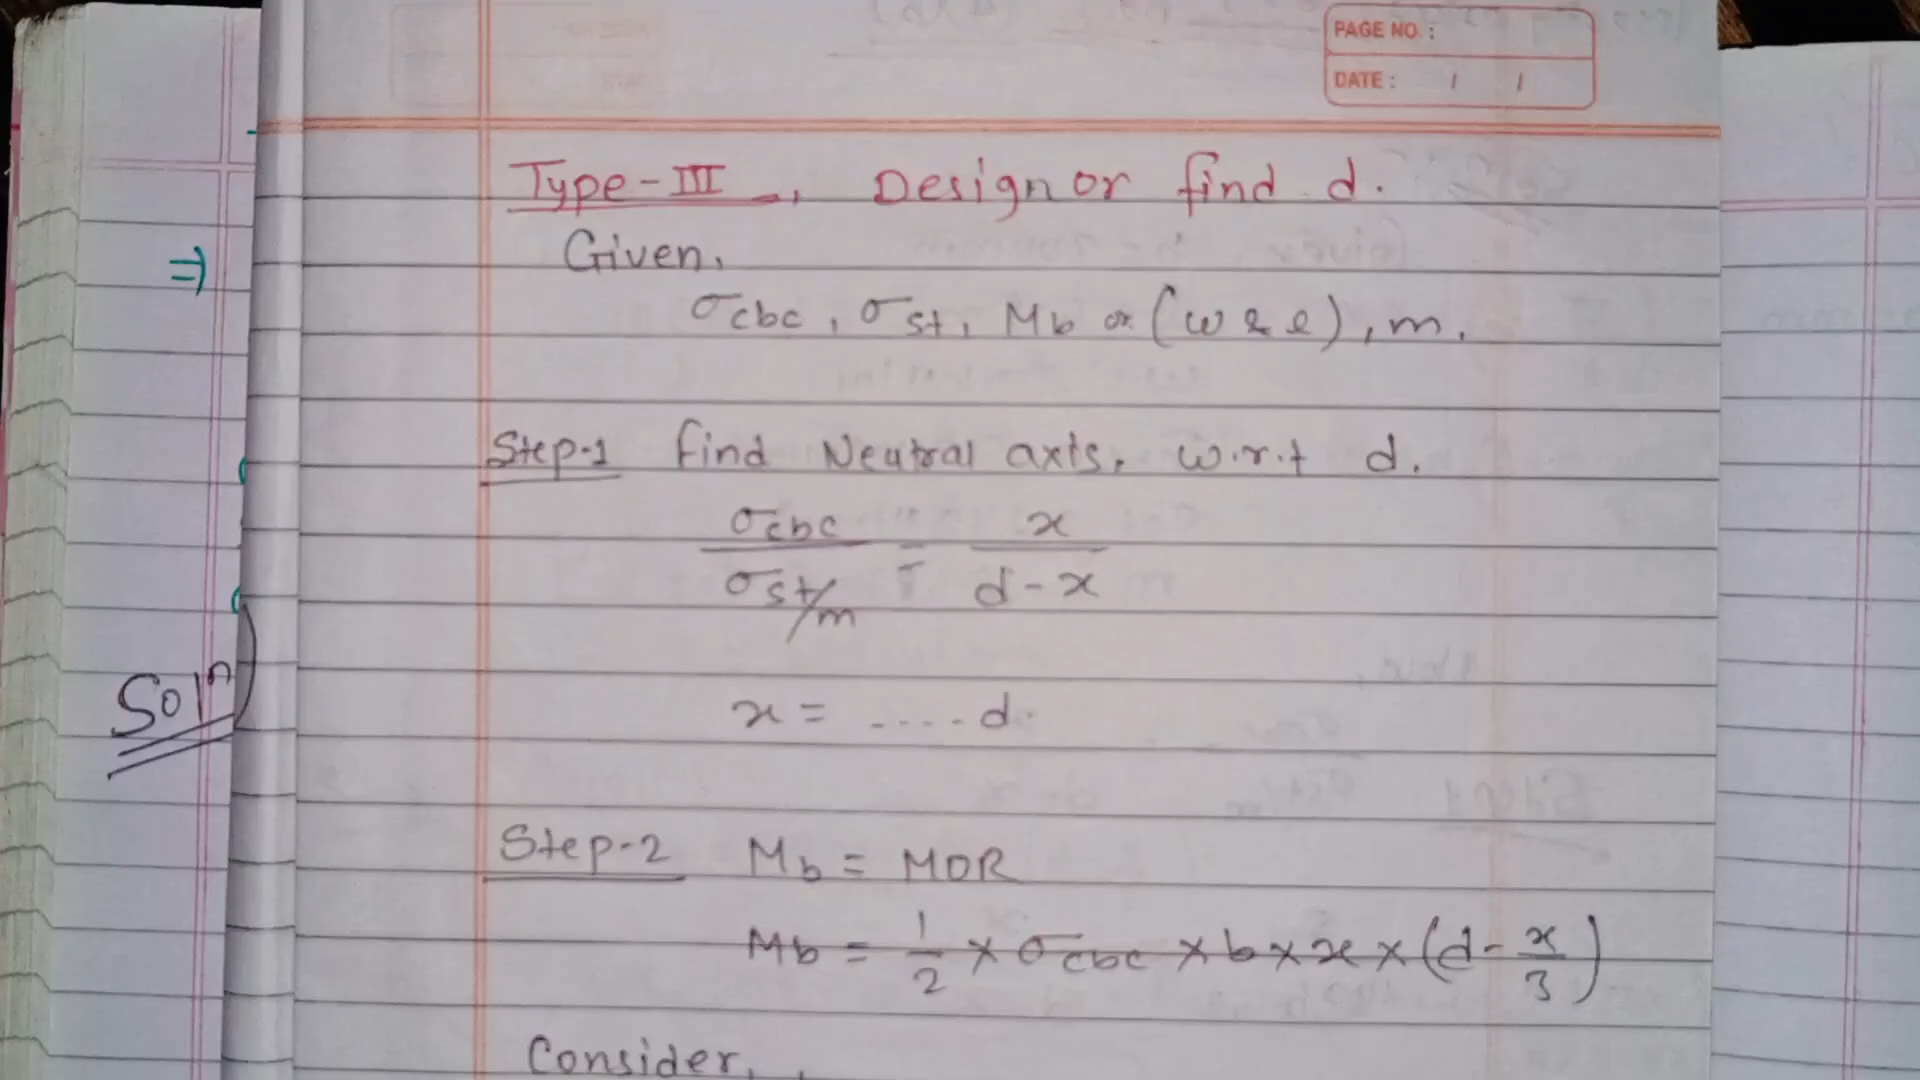 PAGE NO. :
DATE : / /
Type-III, Design or find d.
Given,
σcbc, σst, Mb or (w & l), m.
⇒
Step-1 find Neutral axis, w.r.t d.
σcbc / (σst/m) = x / (d-x)
Soln
x = ....d.
Step-2 Mb = MOR
Mb = 1/2 × σcbc × b × x × (d - x/3)
Consider,